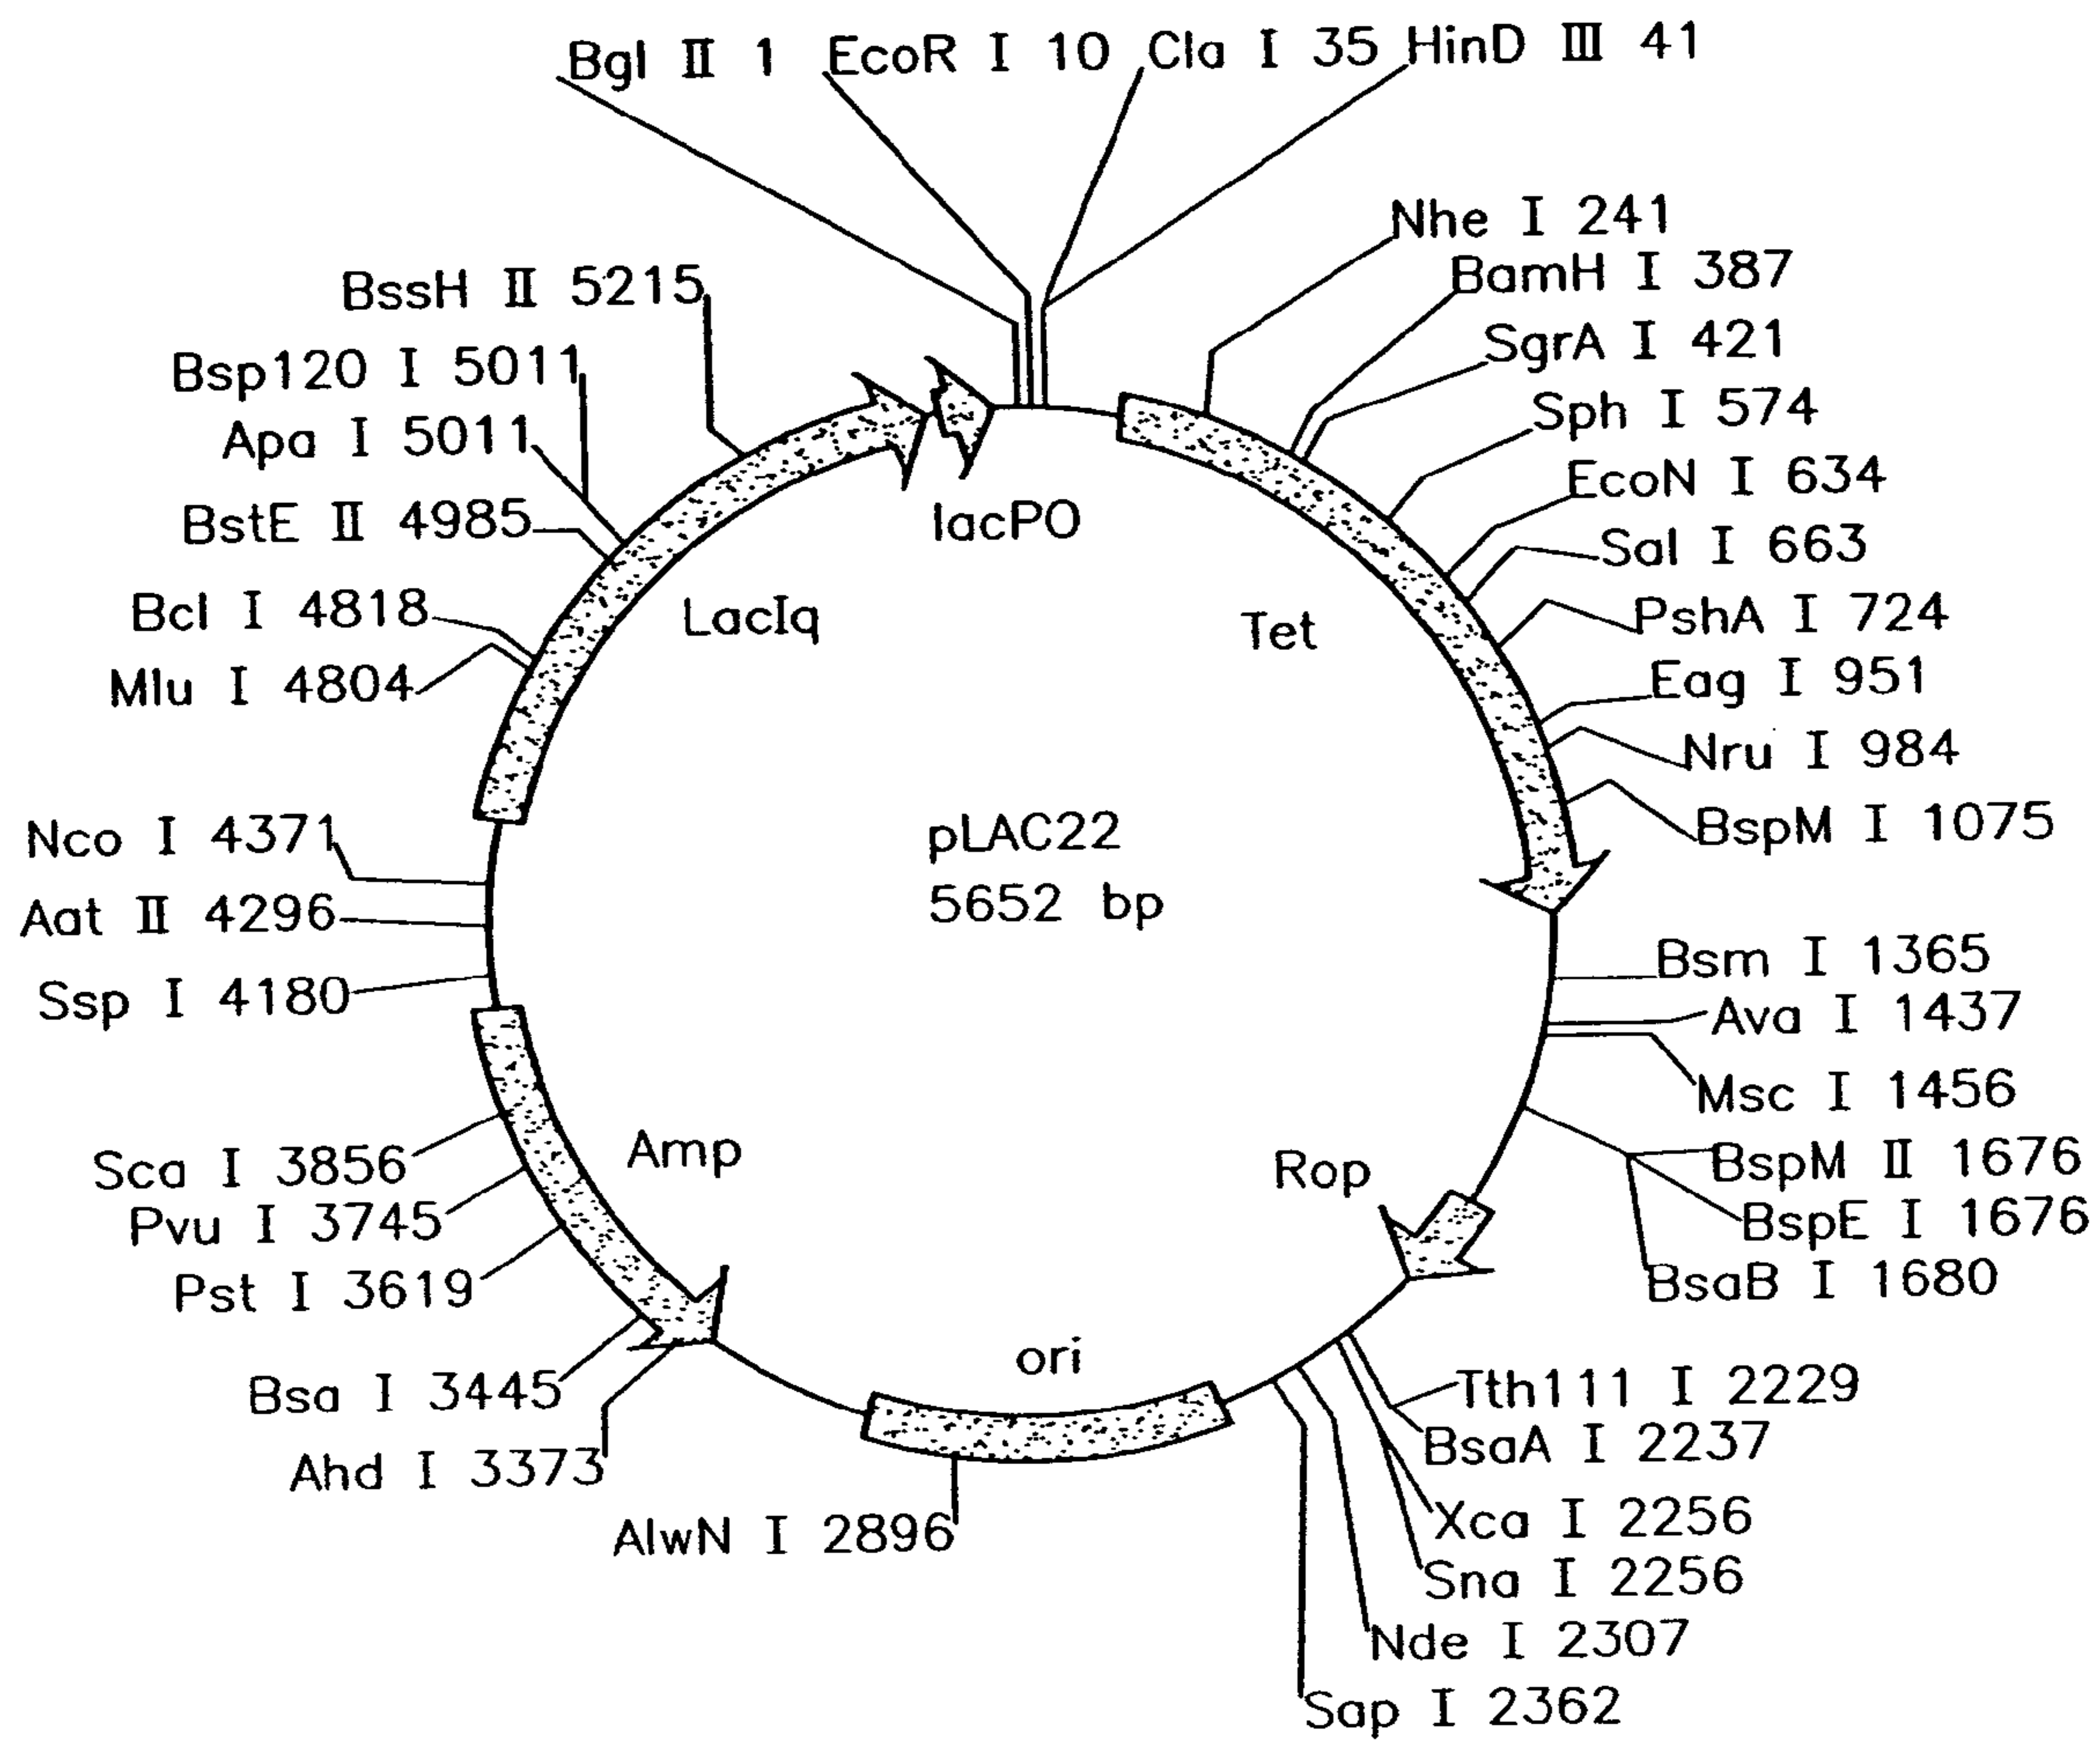 Bgl II 1
EcoR I 10
Cla I 35
HinD III 41
Nhe I 241
BamH I 387
SgrA I 421
Sph I 574
EcoN I 634
Sal I 663
PshA I 724
Eag I 951
Nru I 984
BspM I 1075
Bsm I 1365
Ava I 1437
Msc I 1456
BspM II 1676
BspE I 1676
BsaB I 1680
Tth111 I 2229
BsaA I 2237
Xca I 2256
Sna I 2256
Nde I 2307
Sap I 2362
AlwN I 2896
Ahd I 3373
Bsa I 3445
Pst I 3619
Pvu I 3745
Sca I 3856
Ssp I 4180
Aat II 4296
Nco I 4371
Mlu I 4804
Bcl I 4818
BstE II 4985
Apa I 5011
Bsp120 I 5011
BssH II 5215
lacPO
LacIq
Tet
pLAC22
5652 bp
Amp
Rop
ori